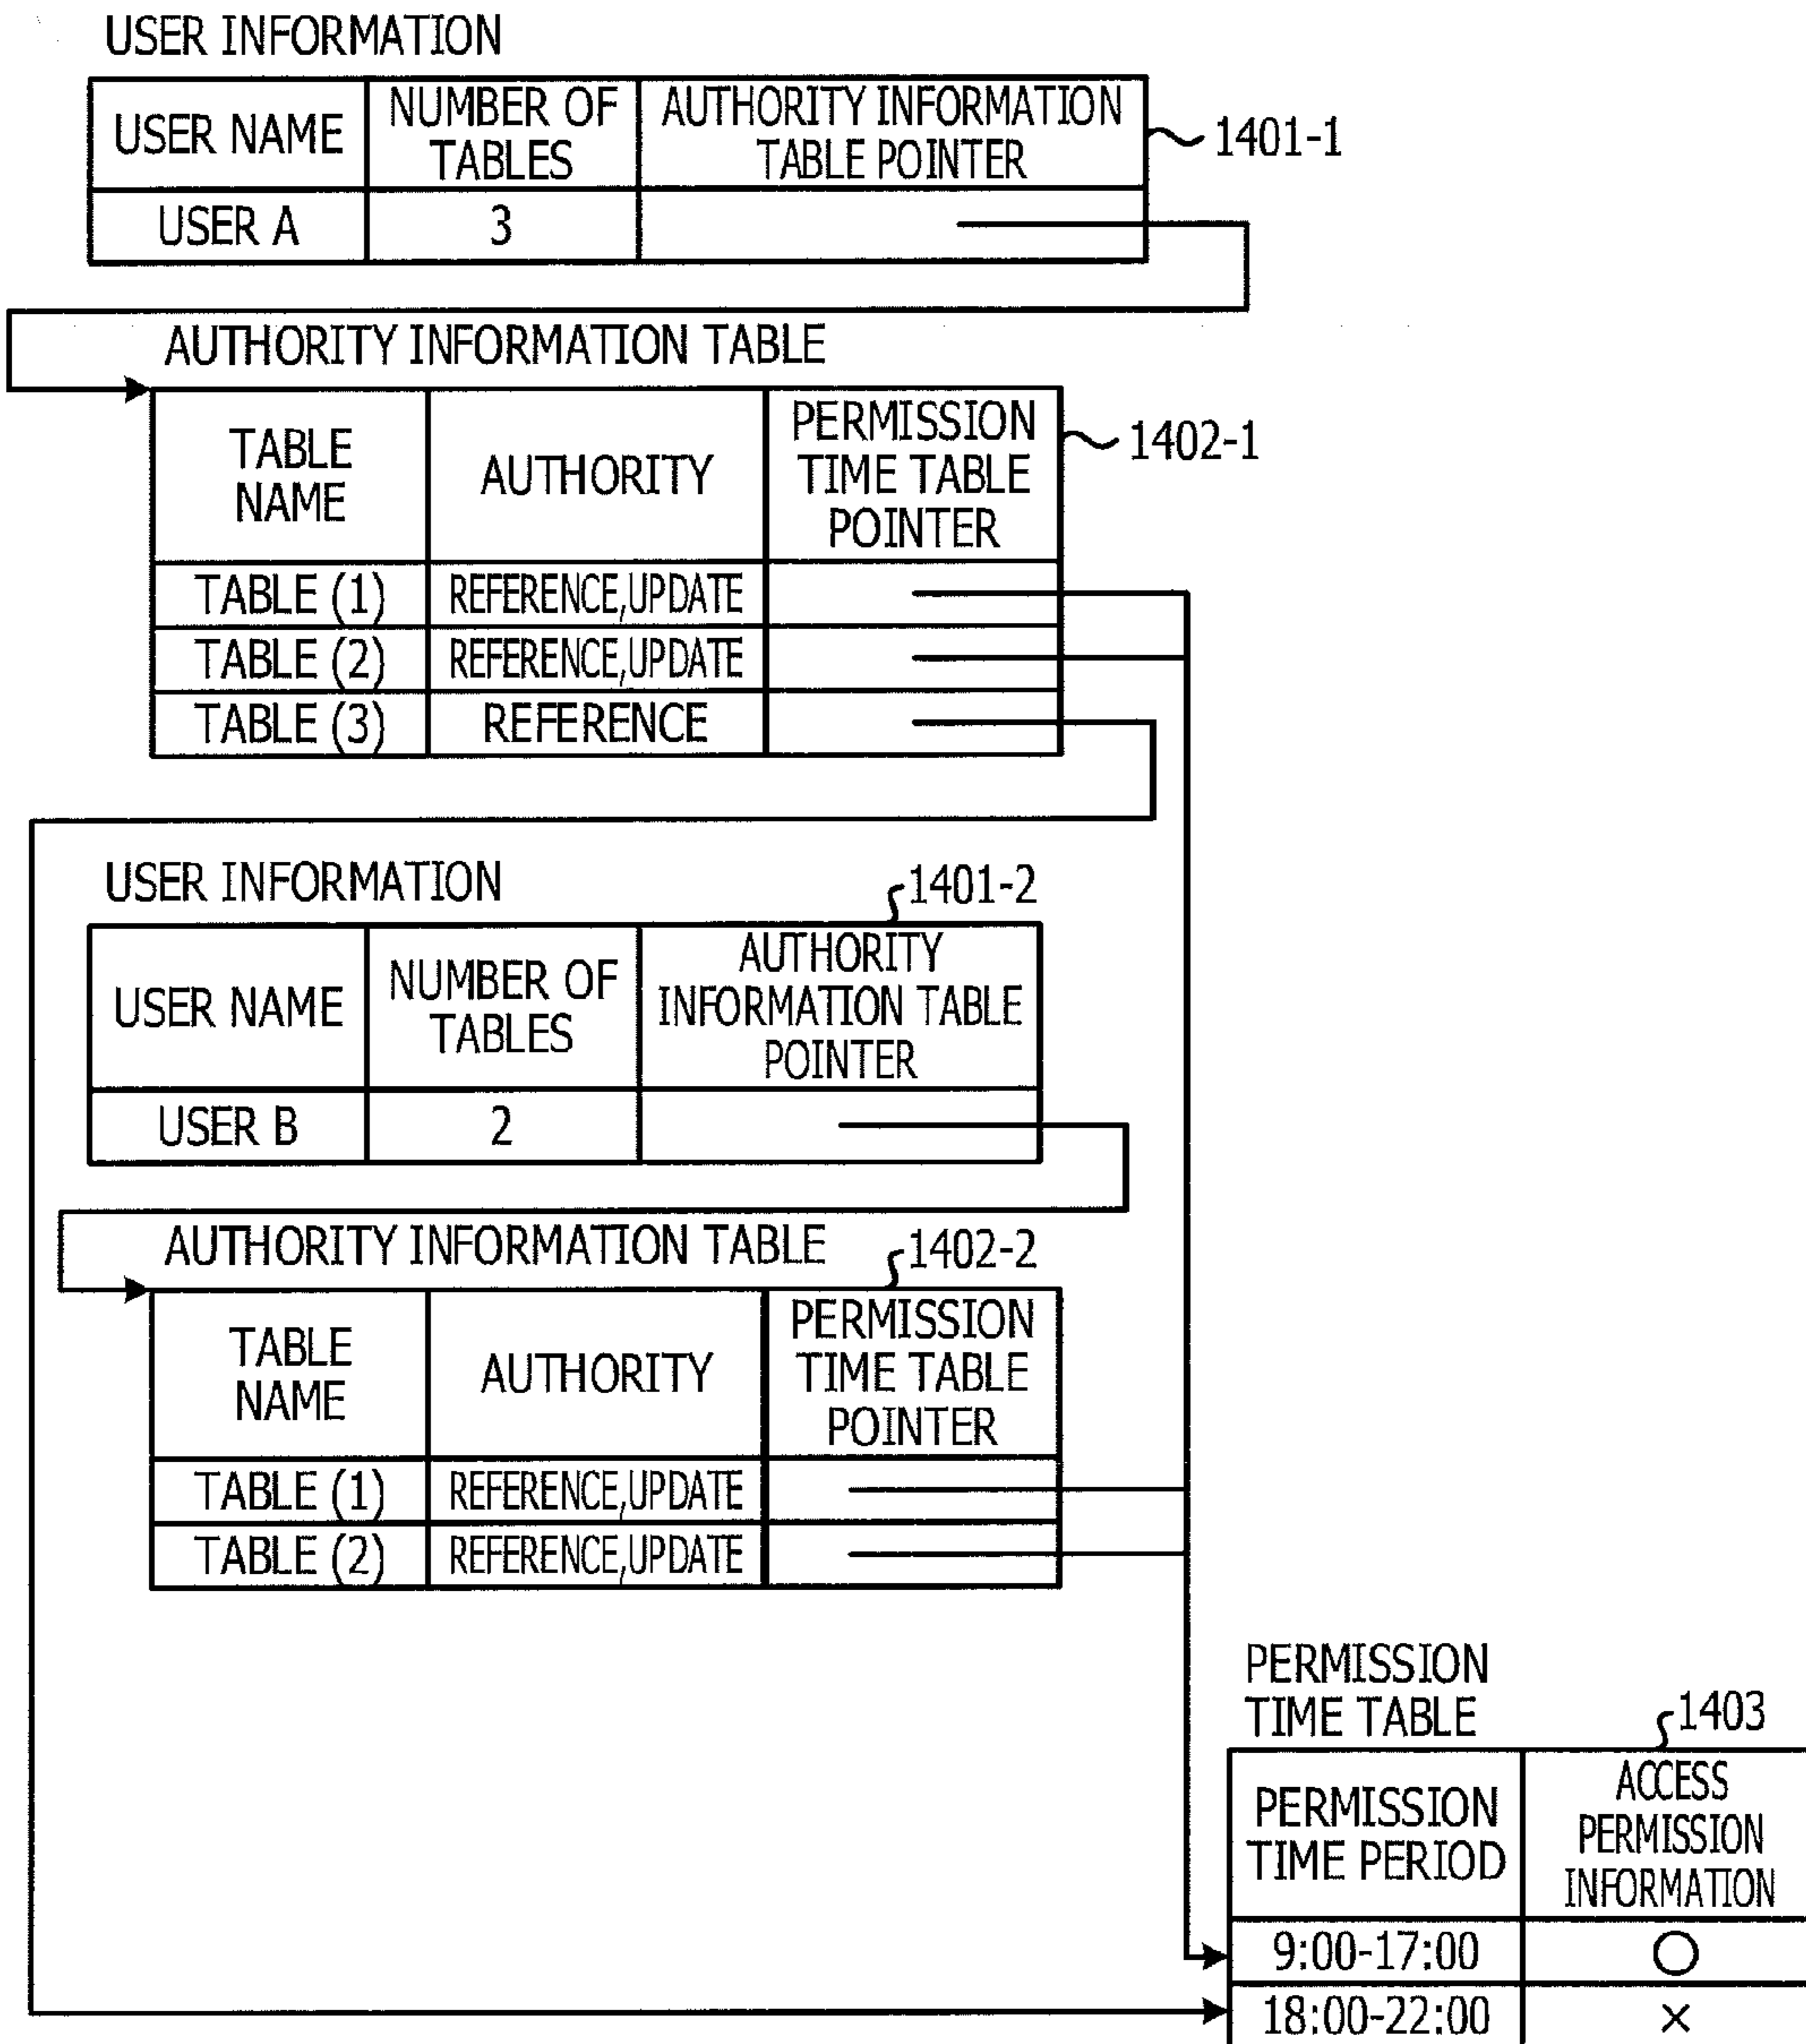 USER INFORMATION
USER NAME
NUMBER OF
TABLES
AUTHORITY INFORMATION
TABLE POINTER
1401-1
USER A
3
AUTHORITY INFORMATION TABLE
TABLE
NAME
AUTHORITY
PERMISSION
TIME TABLE
POINTER
1402-1
TABLE (1)
REFERENCE,UPDATE
TABLE (2)
REFERENCE,UPDATE
TABLE (3)
REFERENCE
USER INFORMATION
1401-2
USER NAME
NUMBER OF
TABLES
AUTHORITY
INFORMATION TABLE
POINTER
USER B
2
AUTHORITY INFORMATION TABLE
1402-2
TABLE
NAME
AUTHORITY
PERMISSION
TIME TABLE
POINTER
TABLE (1)
REFERENCE,UPDATE
TABLE (2)
REFERENCE,UPDATE
PERMISSION
TIME TABLE
1403
PERMISSION
TIME PERIOD
ACCESS
PERMISSION
INFORMATION
9:00-17:00
○
18:00-22:00
×